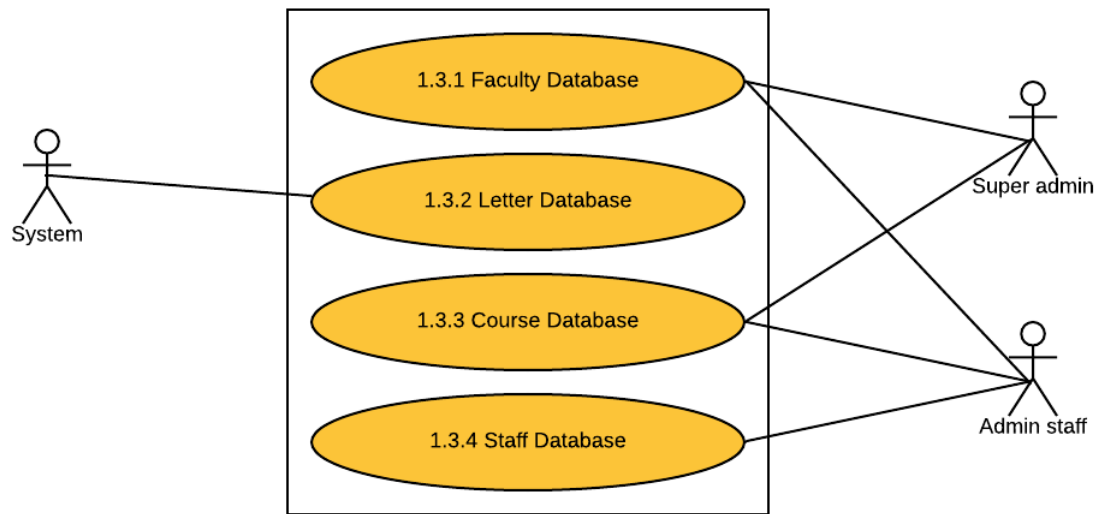 1.3.1 Faculty Database
1.3.2 Letter Database
1.3.3 Course Database
1.3.4 Staff Database
System
Super admin
Admin staff